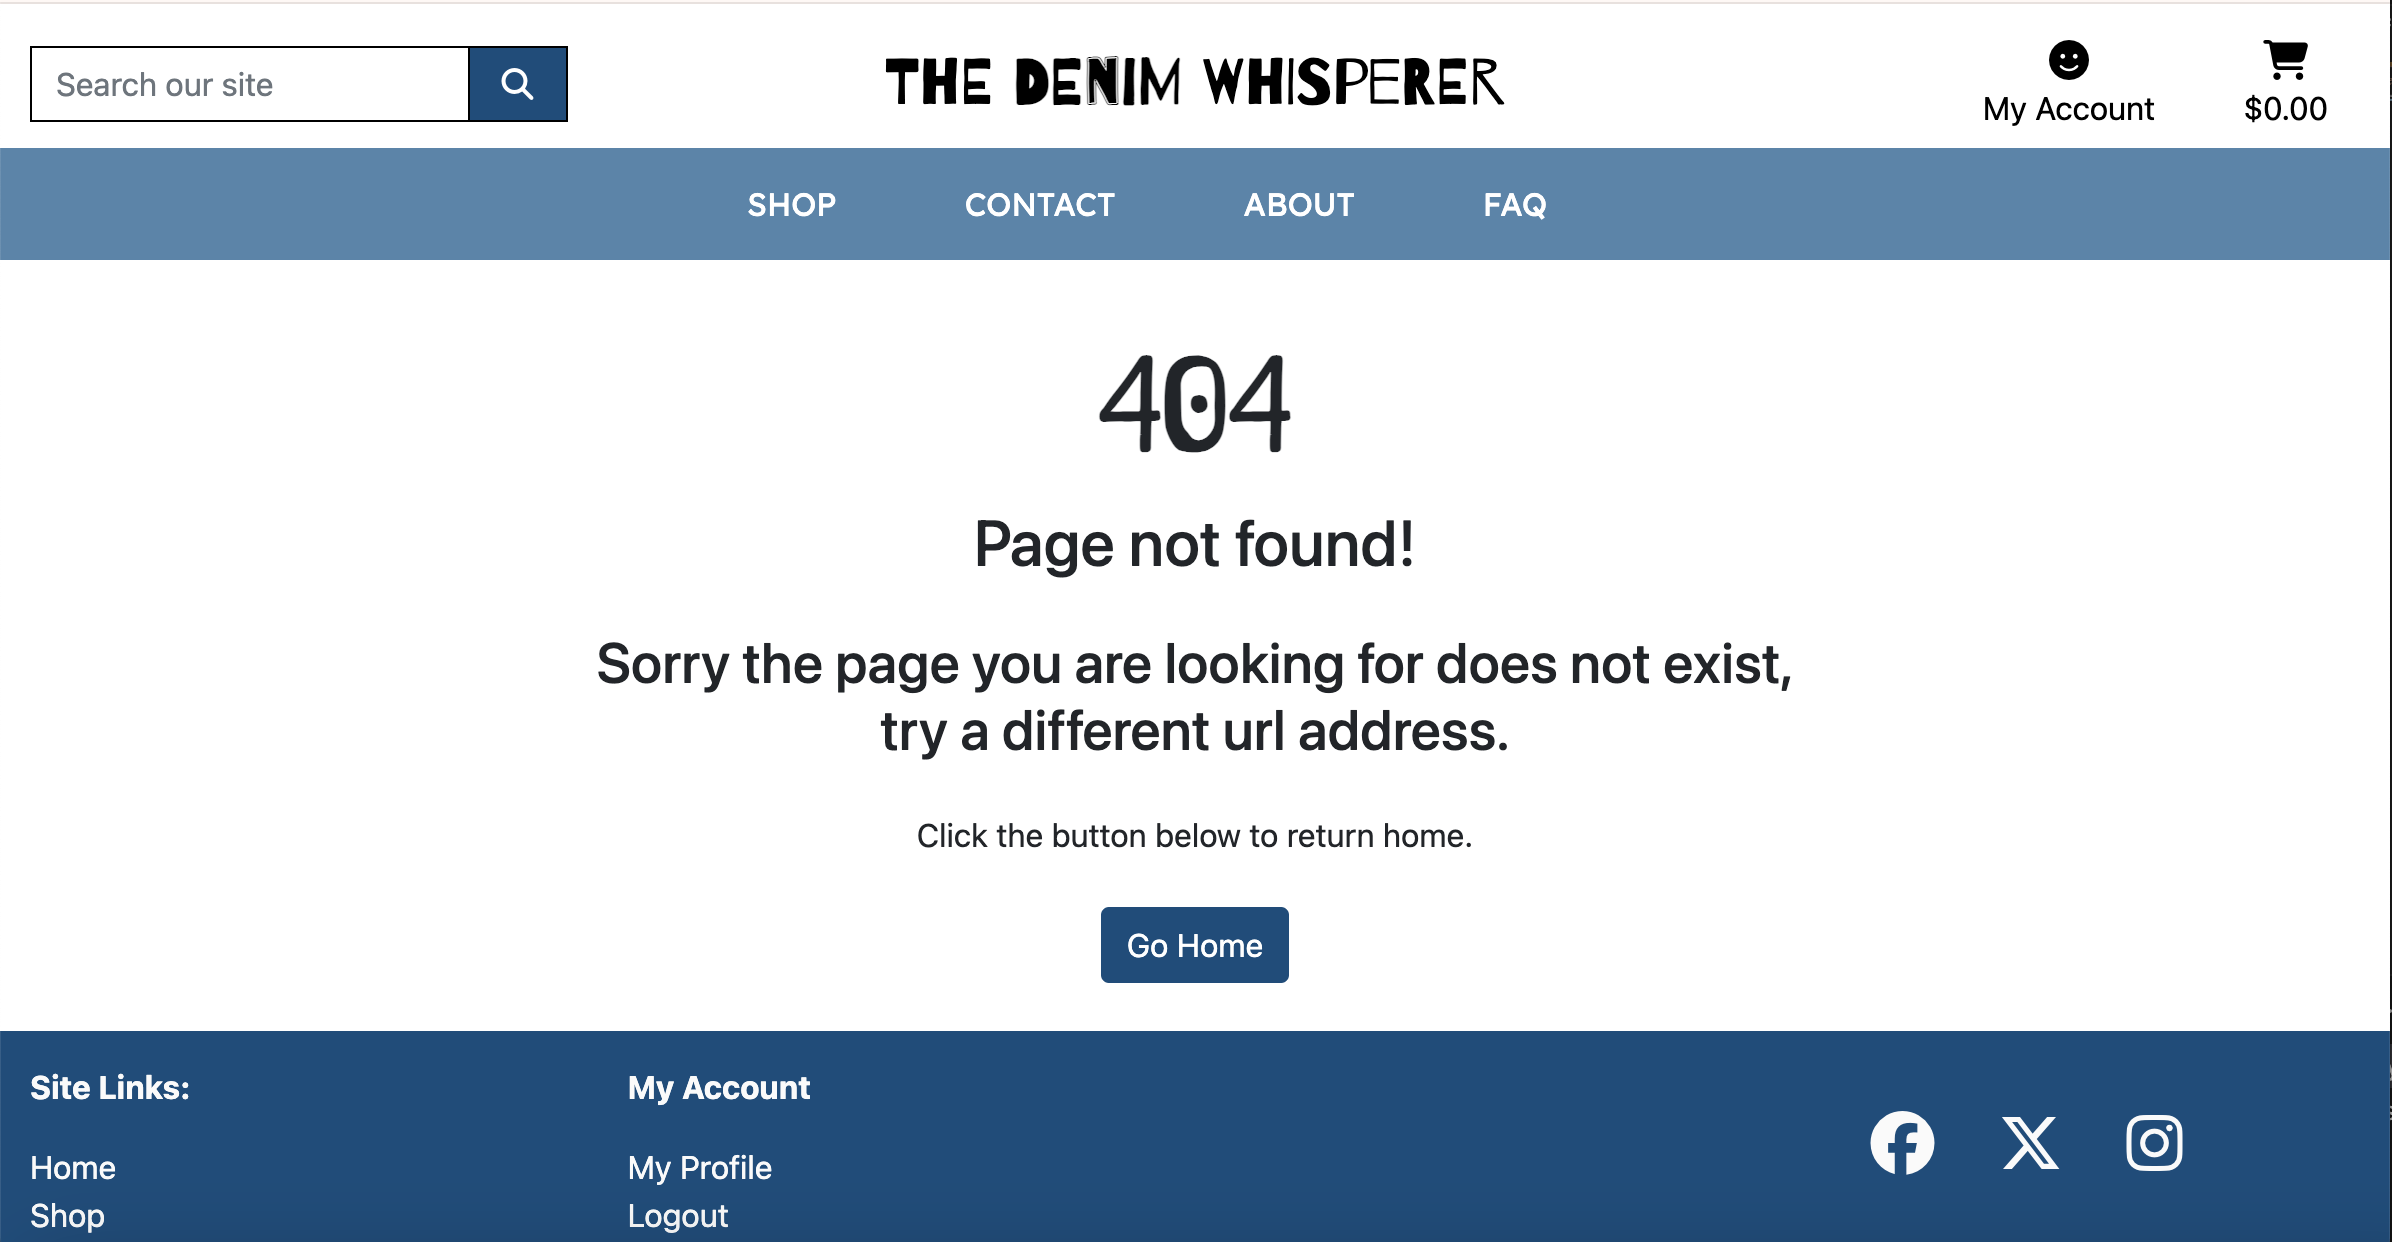 Search our site
THE DENIM WHISPERER
My Account
$0.00
SHOP
CONTACT
ABOUT
FAQ
404
Page not found!
Sorry the page you are looking for does not exist,
try a different url address.
Click the button below to return home.
Go Home
Site Links:
Home
Shop
My Account
My Profile
Logout